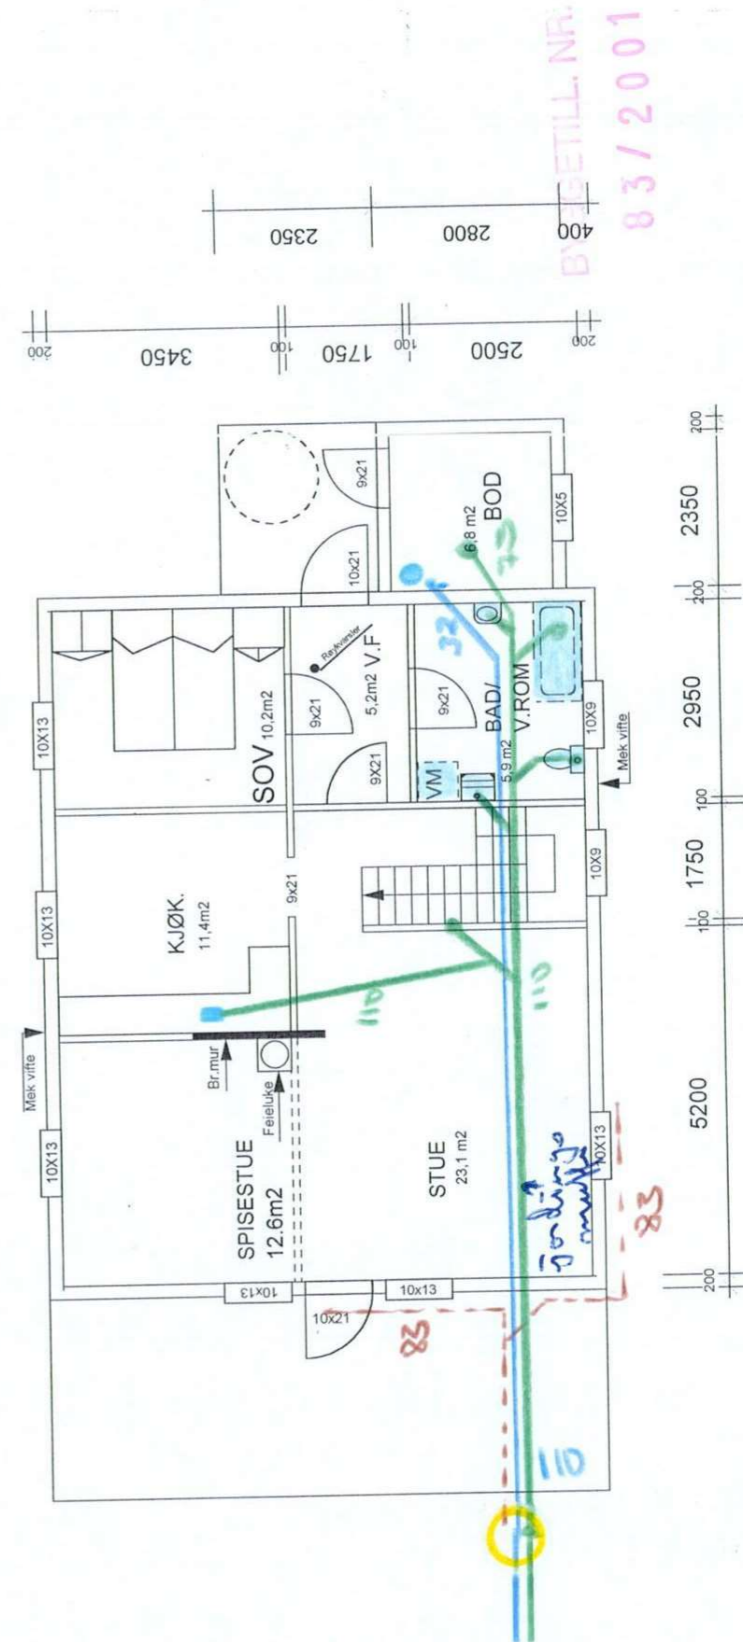 BYGGETILL. NR.
83/2001
2350
2800
400
200
3450
100
1750
100
2500
200
200
2350
200
2950
100
1750
100
5200
200
9x21
10x21
6,8 m2
BOD
10X5
73
32
10X13
SOV 10,2m2
Røykvarsler
5,2m2 V.F
9x21
9X21
9x21
BAD/
V.ROM
5,9 m2
VM
10X9
Mek vifte
10X13
KJØK.
11,4m2
9x21
10X9
110
110
Mek vifte
Br.mur
Feieluke
10X13
SPISESTUE
12.6m2
STUE
23,1 m2
Jordings
muffe
10X13
83
10x13
10x21
10x13
83
110